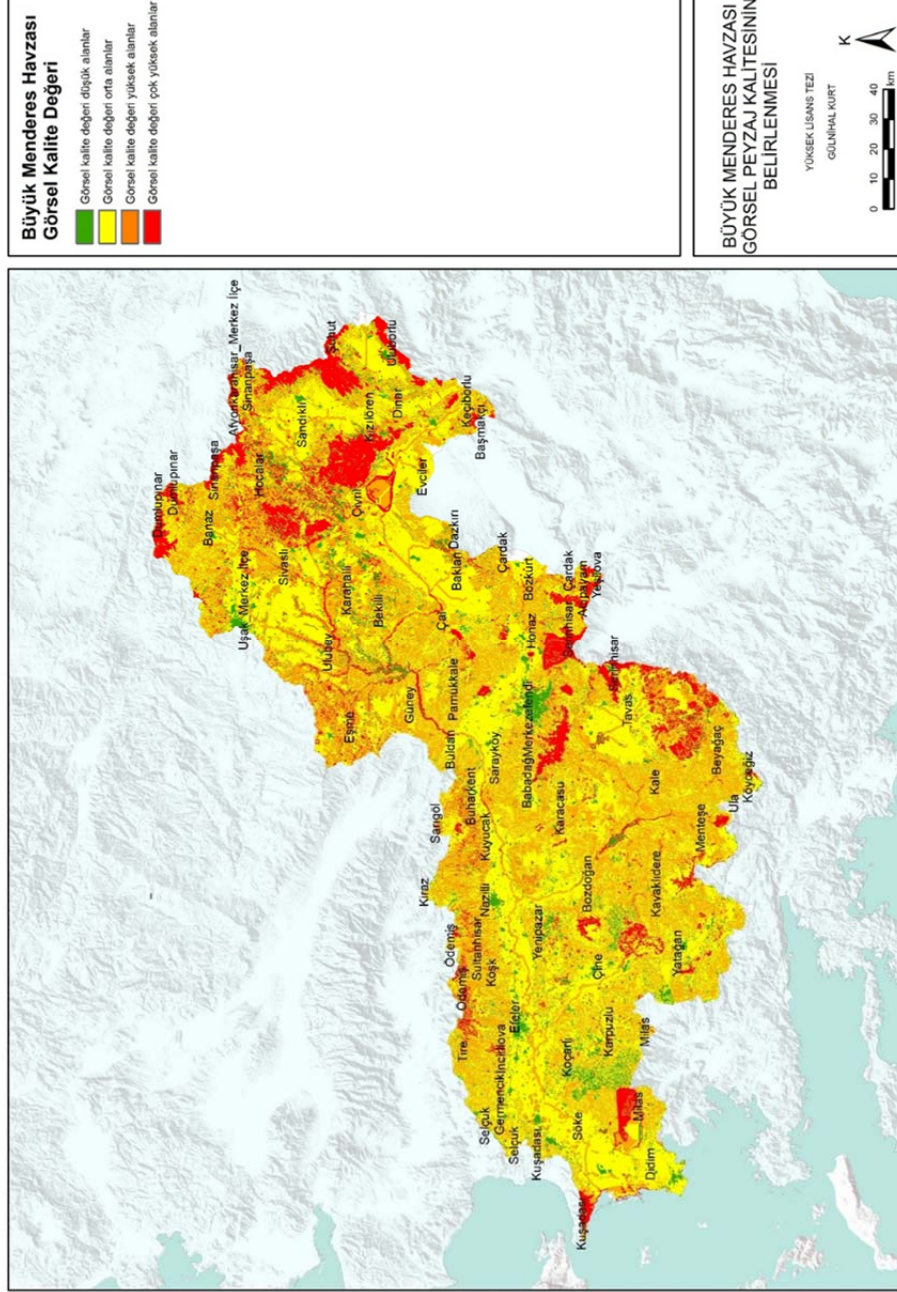 Büyük Menderes Havzası
Görsel Kalite Değeri
Görsel kalite değeri düşük alanlar
Görsel kalite değeri orta alanlar
Görsel kalite değeri yüksek alanlar
Görsel kalite değeri çok yüksek alanlar
Dumlupınar
Dumlupınar
Banaz
Sinanpaşa
Afyonkarahisar_Merkez İlçe
Sinanpaşa
Uşak Merkez İlçe
Hocalar
Sivaslı
Sandıklı
Ulubey
Şuhut
Karahallı
Eşme
Çivril
Kızılören
Bekilli
Uluborlu
Dinar
Güney
Evciler
Çal
Keçiborlu
Başmakçı
Buldan
Pamukkale
Baklan
Dazkırı
Sarıgöl
Kiraz
Buharkent
Sarayköy
Çardak
Ödemiş
Ödemiş
Tire
Kuyucak
Nazilli
Sultanhisar
Köşk
Babadağ
Merkezefendi
Honaz
Bozkurt
Selçuk
Germencik
İncirliova
Efeler
Yenipazar
Karacasu
Serinhisar
Çardak
Acıpayam
Yeşilova
Selçuk
Kuşadası
Bozdoğan
Serinhisar
Tavas
Koçarlı
Çine
Söke
Kuşadası
Karpuzlu
Kavaklıdere
Kale
Milas
Milas
Yatağan
Menteşe
Beyağaç
Didim
Ula
Köyceğiz
BÜYÜK MENDERES HAVZASI
GÖRSEL PEYZAJ KALİTESİNİN
BELİRLENMESİ
YÜKSEK LİSANS TEZİ
GÜLNİHAL KURT
K
0 10 20 30 40
km